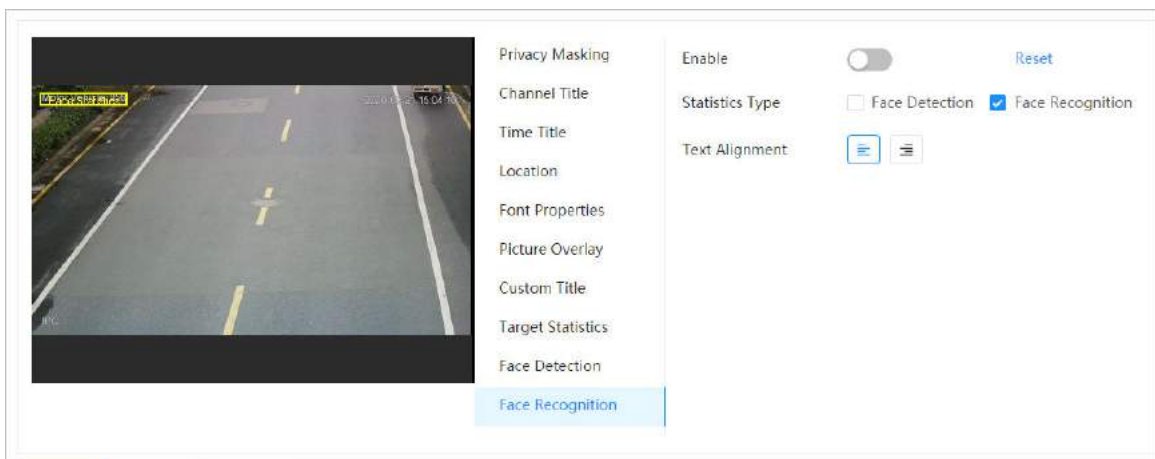 Privacy Masking
Channel Title
Time Title
Location
Font Properties
Picture Overlay
Custom Title
Target Statistics
Face Detection
Face Recognition
Enable
Reset
Statistics Type
Face Detection
Face Recognition
Text Alignment
IPC